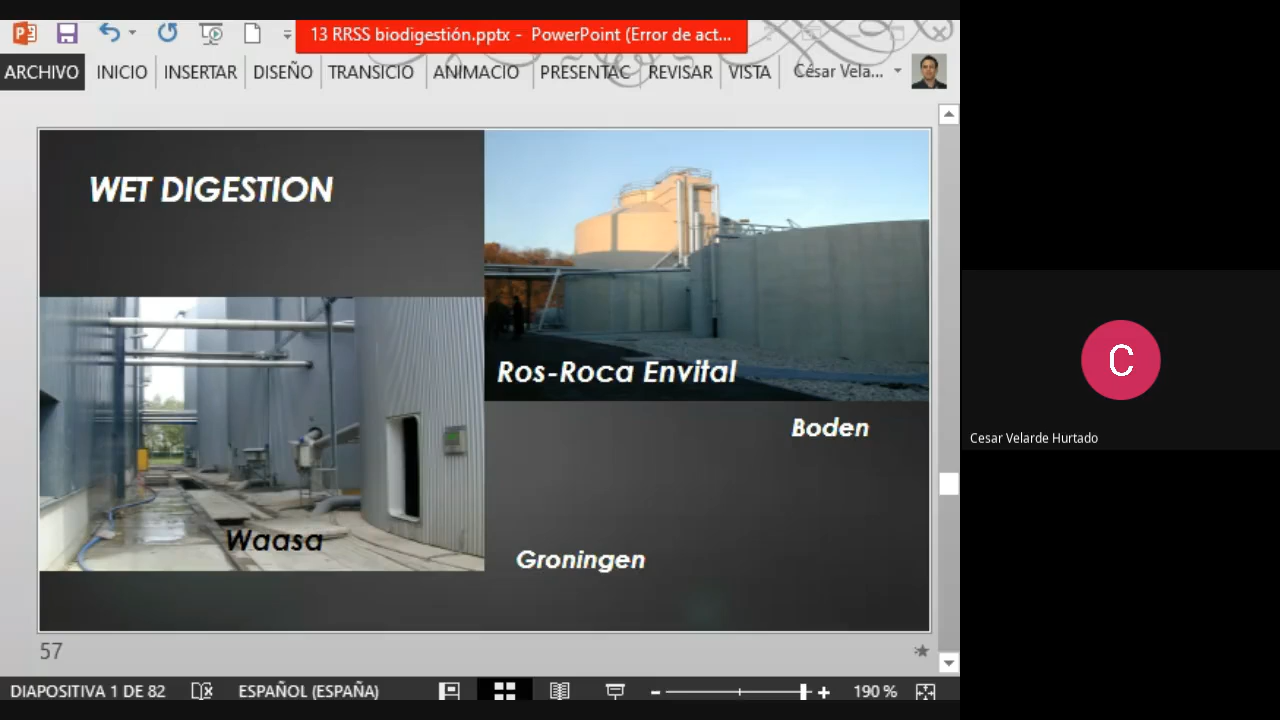 13 RRSS biodigestión.pptx - PowerPoint (Error de act...
ARCHIVO INICIO INSERTAR DISEÑO TRANSICIO ANIMACIO PRESENTAC REVISAR VISTA César Vela...
WET DIGESTION
Ros-Roca Envital
Boden
Waasa
Groningen
57
DIAPOSITIVA 1 DE 82 ESPAÑOL (ESPAÑA) 190 %
C
Cesar Velarde Hurtado